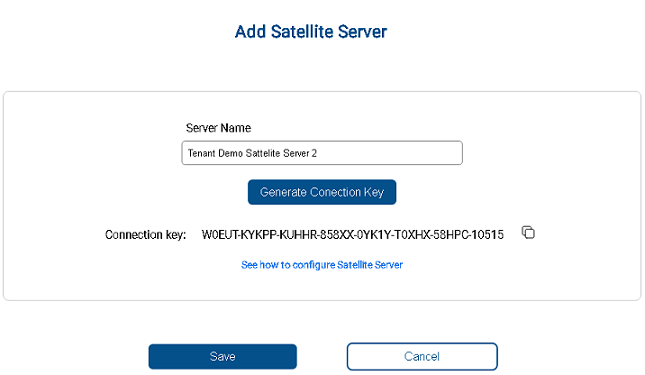 Add Satellite Server
Server Name
Tenant Demo Sattelite Server 2
Generate Conection Key
Connection key: W0EUT-KYKPP-KUHHR-858XX-0YK1Y-T0XHX-58HPC-10515
See how to configure Satellite Server
Save Cancel